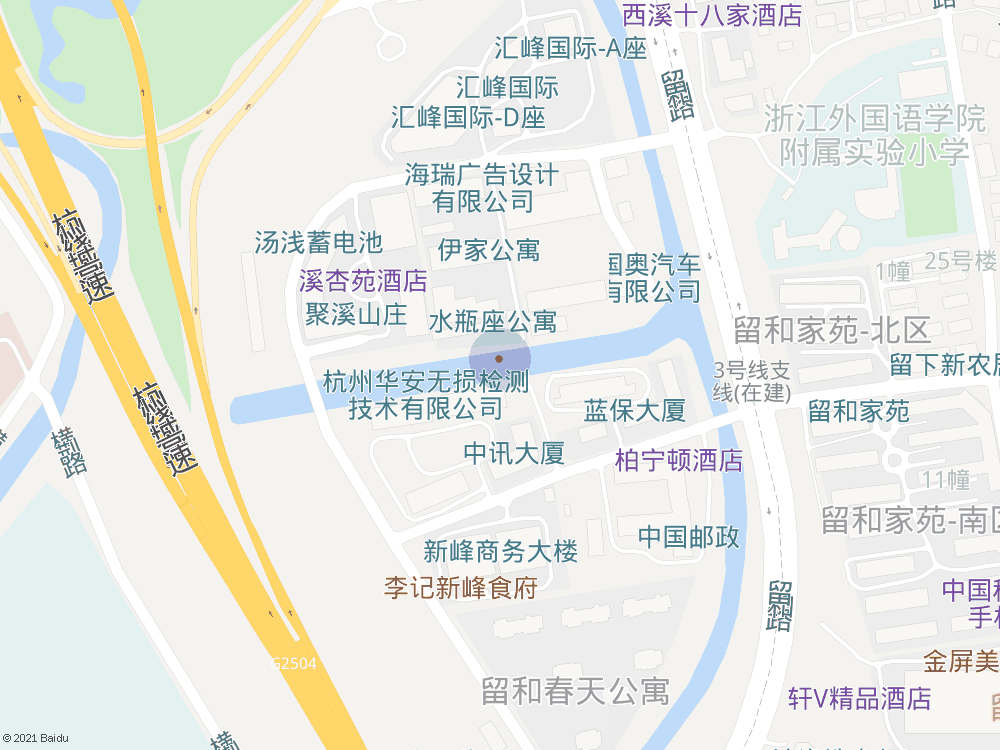 西溪十八家酒店
汇峰国际-A座
汇峰国际
汇峰国际-D座
浙江外国语学院
附属实验小学
海瑞广告设计
有限公司
汤浅蓄电池
伊家公寓
国奥汽车
有限公司
25号楼
1幢
溪杏苑酒店
聚溪山庄
水瓶座公寓
留和家苑-北区
3号线支
线(在建)
留下新农居
杭州华安无损检测
技术有限公司
蓝保大厦
留和家苑
中讯大厦
柏宁顿酒店
11幢
留和家苑-南区
中国邮政
新峰商务大楼
李记新峰食府
中国移
手机
G2504
金屏美
留和春天公寓
轩V精品酒店
© 2021 Baidu